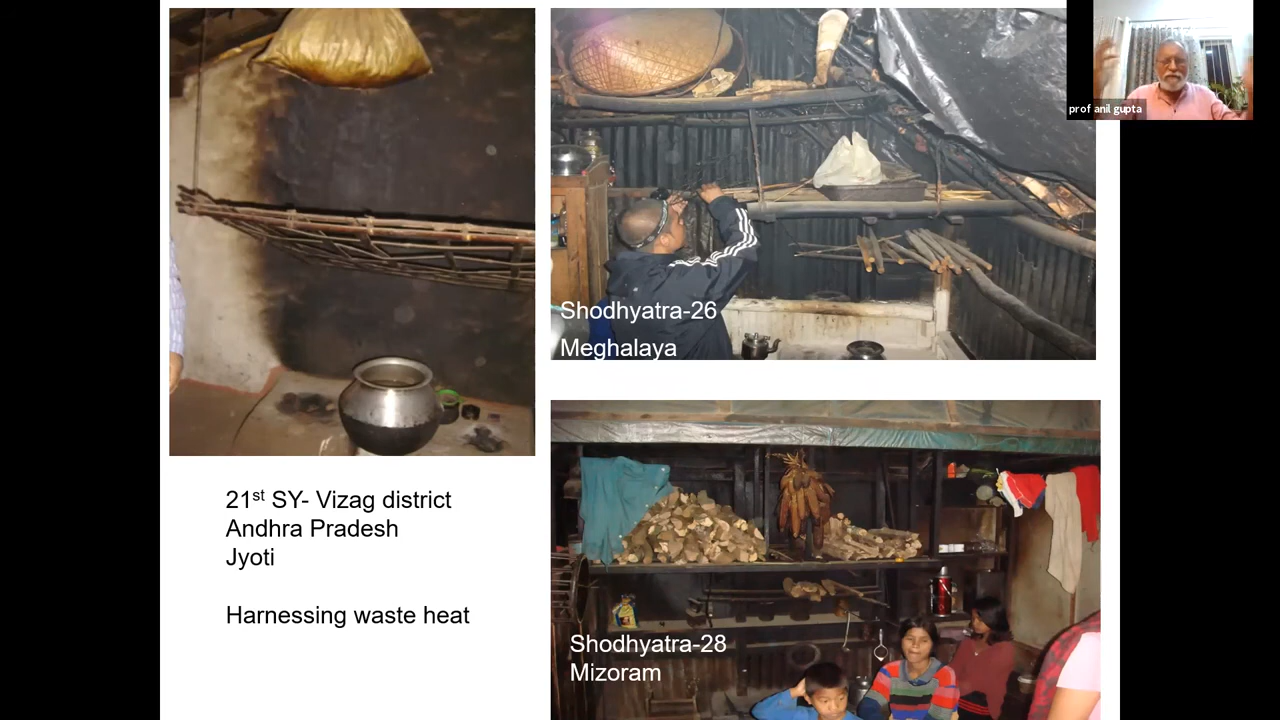 prof anil gupta
Shodhyatra-26
Meghalaya
21st SY- Vizag district
Andhra Pradesh
Jyoti
Harnessing waste heat
Shodhyatra-28
Mizoram